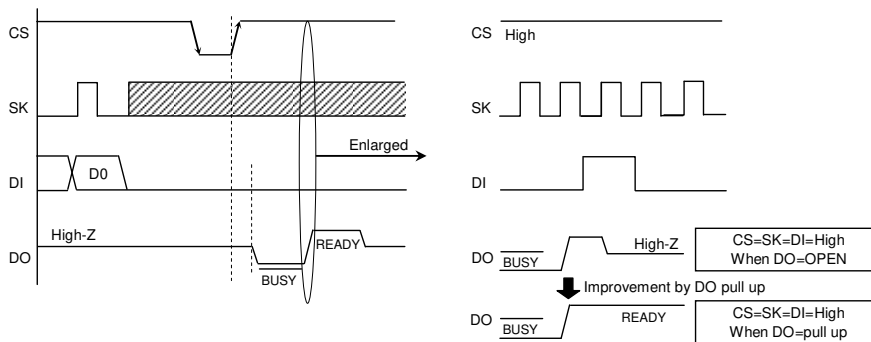 CS
SK
DI
D0
Enlarged
DO
High-Z
BUSY
READY
CS
High
SK
DI
DO
BUSY
High-Z
CS=SK=DI=High
When DO=OPEN
Improvement by DO pull up
DO
BUSY
READY
CS=SK=DI=High
When DO=pull up